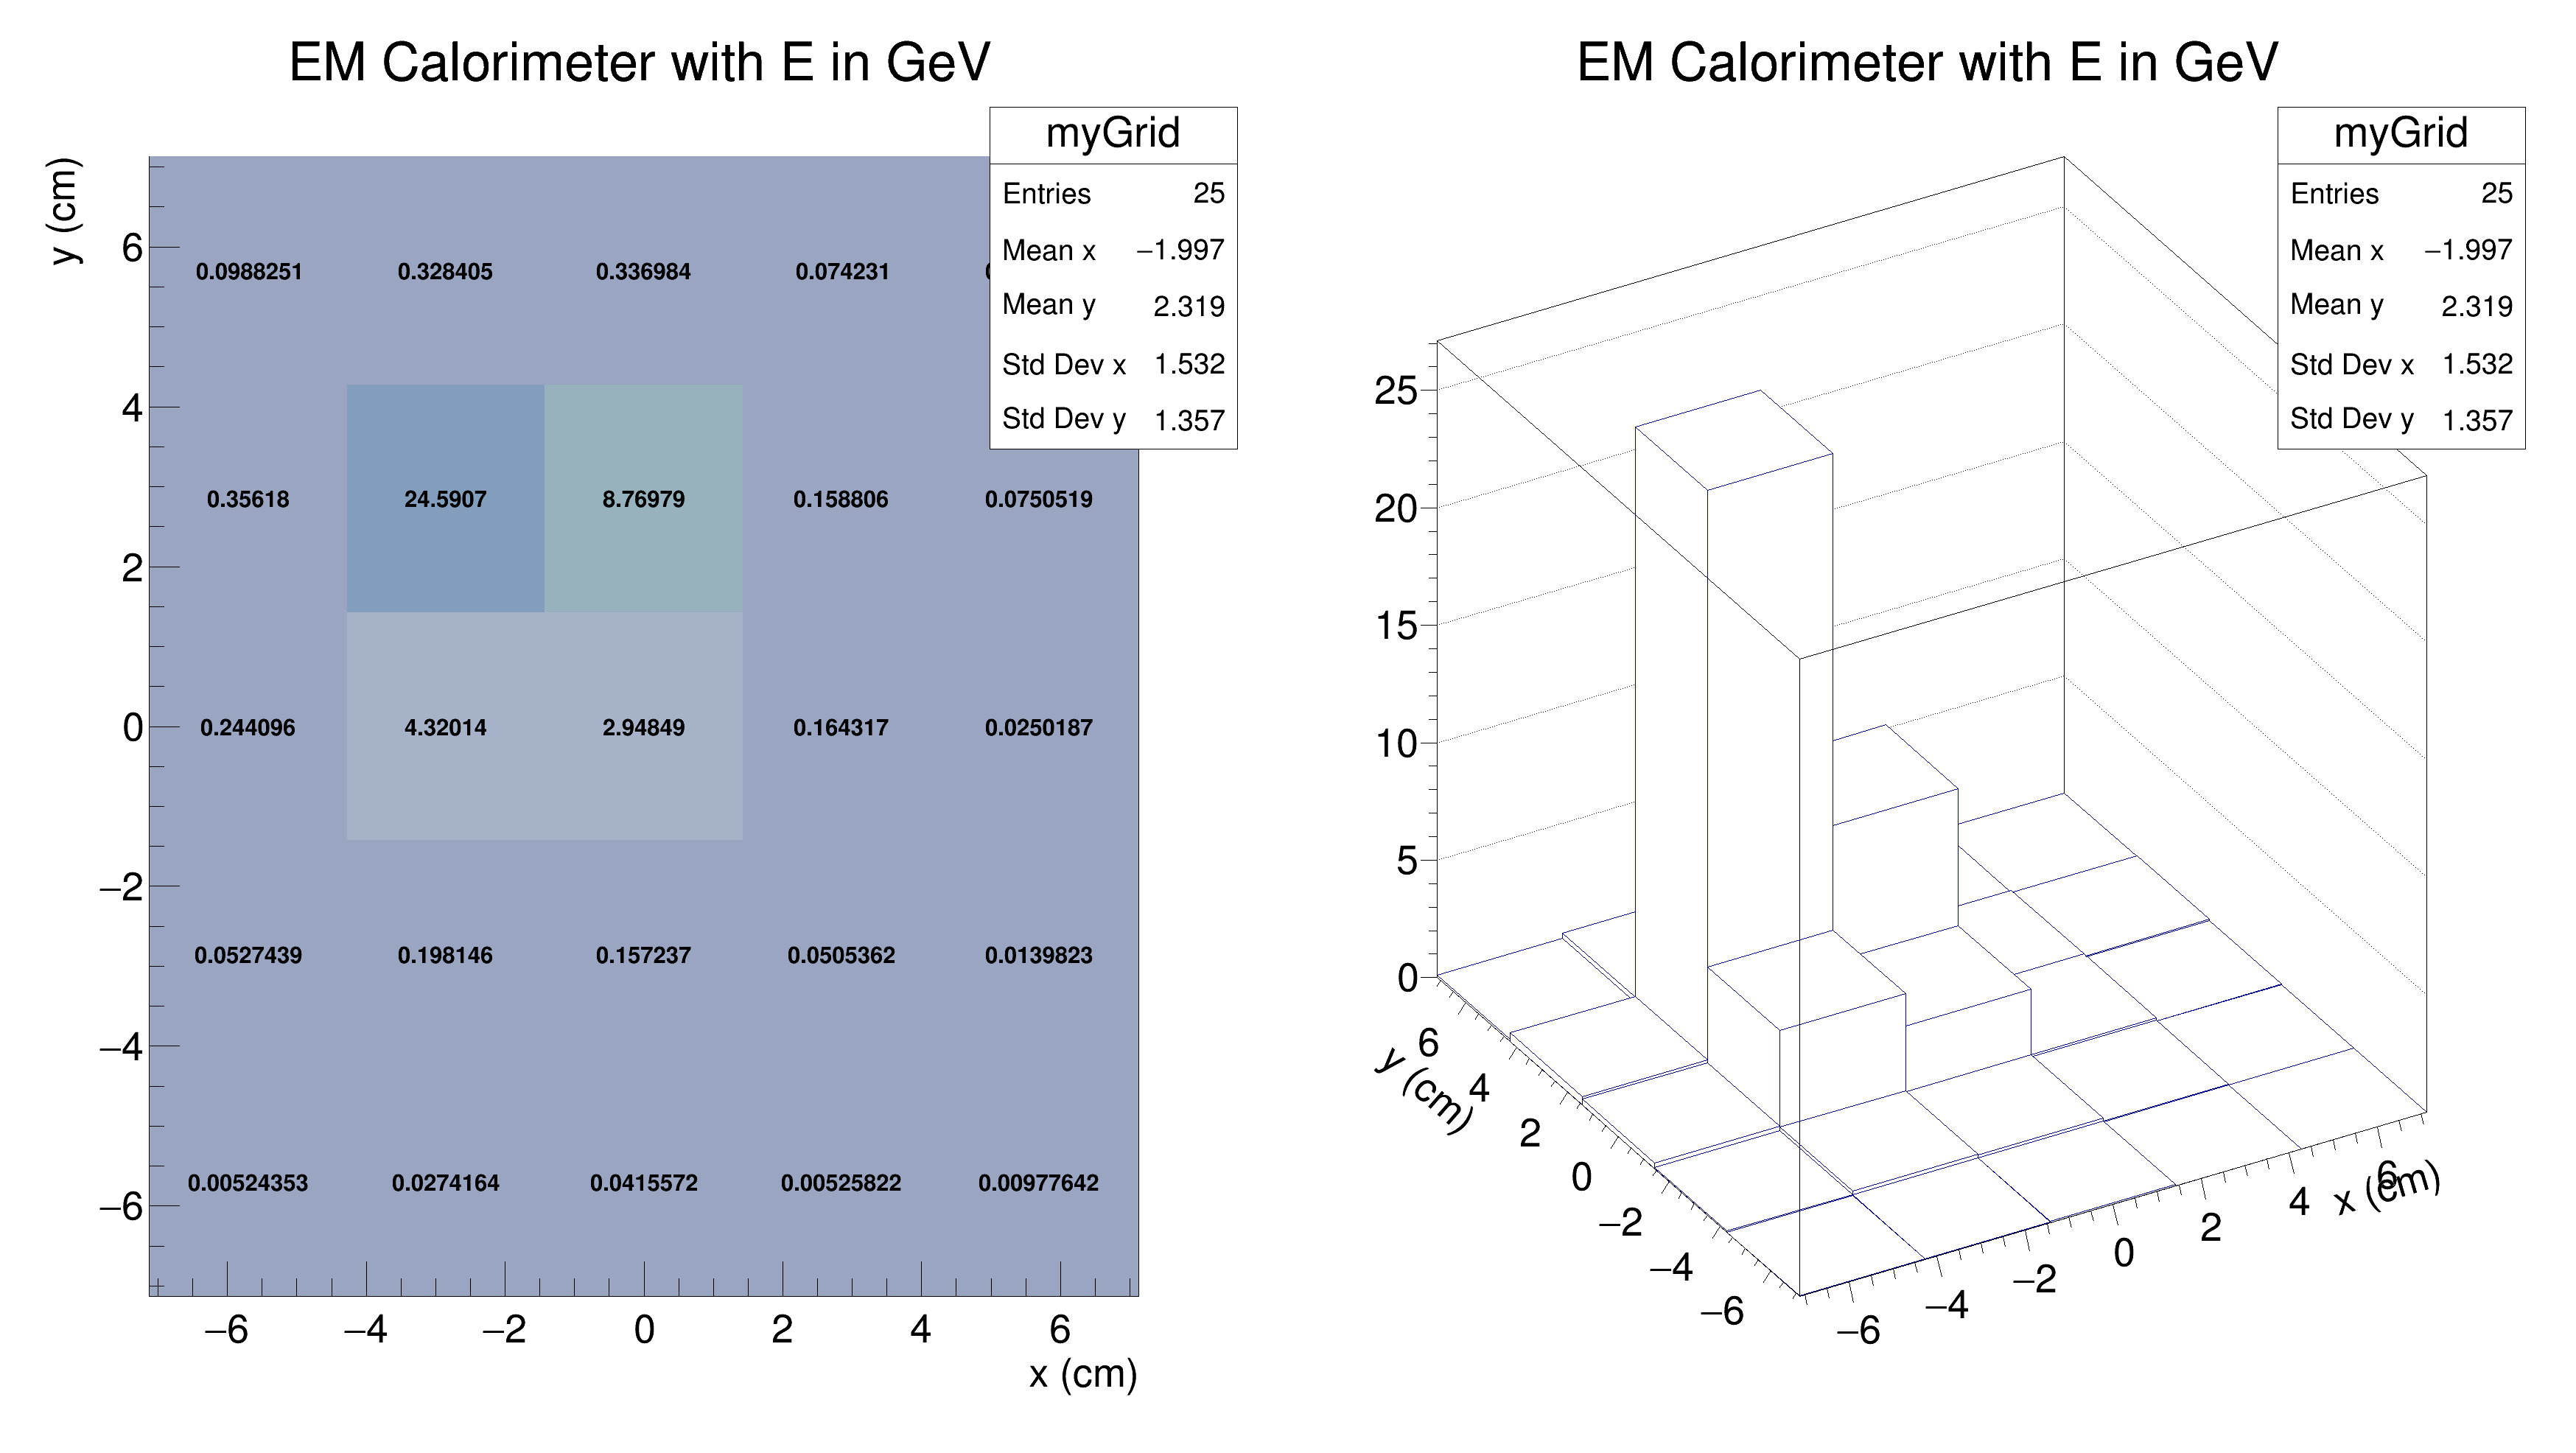 EM Calorimeter with E in GeV
myGrid
Entries 25
Mean x −1.997
Mean y 2.319
Std Dev x 1.532
Std Dev y 1.357
y (cm)
6
4
2
0
−2
−4
−6
0.0988251 0.328405 0.336984 0.074231
0.35618 24.5907 8.76979 0.158806 0.0750519
0.244096 4.32014 2.94849 0.164317 0.0250187
0.0527439 0.198146 0.157237 0.0505362 0.0139823
0.00524353 0.0274164 0.0415572 0.00525822 0.00977642
−6 −4 −2 0 2 4 6
x (cm)
EM Calorimeter with E in GeV
myGrid
Entries 25
Mean x −1.997
Mean y 2.319
Std Dev x 1.532
Std Dev y 1.357
25
20
15
10
5
0
y (cm)
6
4
2
0
−2
−4
−6
−6
−4
−2
0
2
4
6
x (cm)